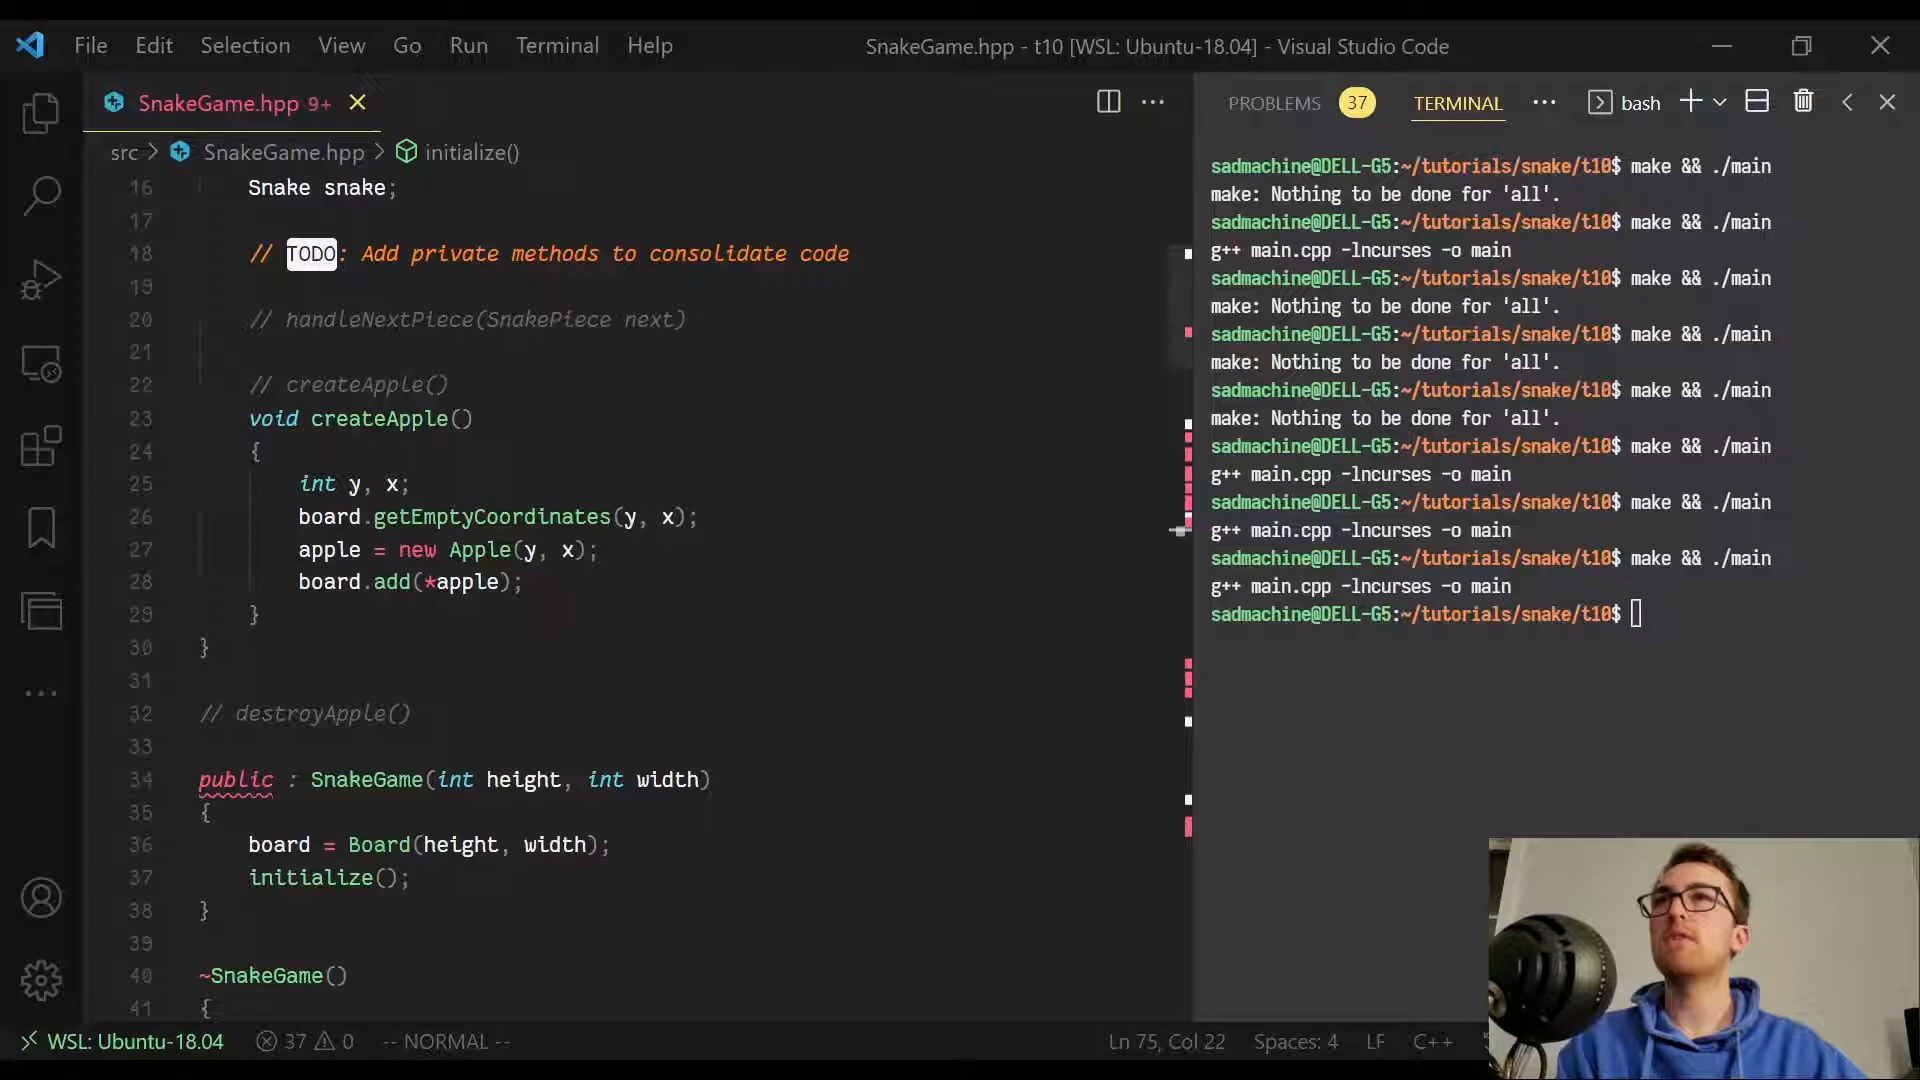 File Edit Selection View Go Run Terminal Help SnakeGame.hpp - t10 [WSL: Ubuntu-18.04] - Visual Studio Code
SnakeGame.hpp 9+
src > SnakeGame.hpp > initialize()
16 Snake snake;
17
18 // TODO: Add private methods to consolidate code
19
20 // handleNextPiece(SnakePiece next)
21
22 // createApple()
23 void createApple()
24 {
25 int y, x;
26 board.getEmptyCoordinates(y, x);
27 apple = new Apple(y, x);
28 board.add(*apple);
29 }
30 }
31
32 // destroyApple()
33
34 public : SnakeGame(int height, int width)
35 {
36 board = Board(height, width);
37 initialize();
38 }
39
40 ~SnakeGame()
41 {
PROBLEMS 37 TERMINAL ... bash
sadmachine@DELL-G5:~/tutorials/snake/t10$ make && ./main
make: Nothing to be done for 'all'.
sadmachine@DELL-G5:~/tutorials/snake/t10$ make && ./main
g++ main.cpp -lncurses -o main
sadmachine@DELL-G5:~/tutorials/snake/t10$ make && ./main
make: Nothing to be done for 'all'.
sadmachine@DELL-G5:~/tutorials/snake/t10$ make && ./main
make: Nothing to be done for 'all'.
sadmachine@DELL-G5:~/tutorials/snake/t10$ make && ./main
make: Nothing to be done for 'all'.
sadmachine@DELL-G5:~/tutorials/snake/t10$ make && ./main
g++ main.cpp -lncurses -o main
sadmachine@DELL-G5:~/tutorials/snake/t10$ make && ./main
g++ main.cpp -lncurses -o main
sadmachine@DELL-G5:~/tutorials/snake/t10$ make && ./main
g++ main.cpp -lncurses -o main
sadmachine@DELL-G5:~/tutorials/snake/t10$
WSL: Ubuntu-18.04 37 0 -- NORMAL -- Ln 75, Col 22 Spaces: 4 LF C++